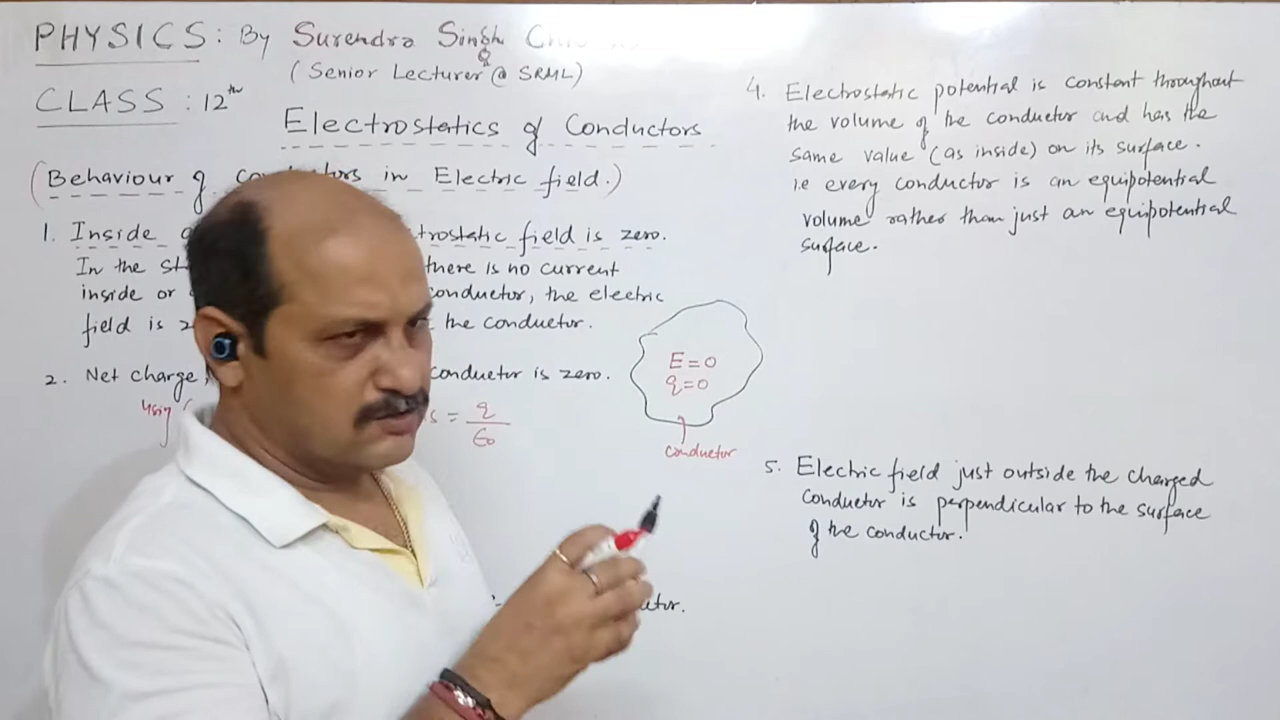 PHYSICS: By Surendra Singh
(Senior Lecturer @ SRML)
CLASS : 12th
Electrostatics of Conductors
(Behaviour of conductors in Electric field.)
1. Inside field is zero.
In the there is no current
inside or conductor, the electric
field is the conductor.
2. Net charge, conductor is zero.
using = q
ε0
E=0
q=0
conductor
4. Electrostatic potential is constant throughout
the volume of the conductor and has the
same value (as inside) on its surface.
i.e every conductor is an equipotential
volume rather than just an equipotential
surface.
5. Electric field just outside the charged
conductor is perpendicular to the surface
of the conductor.